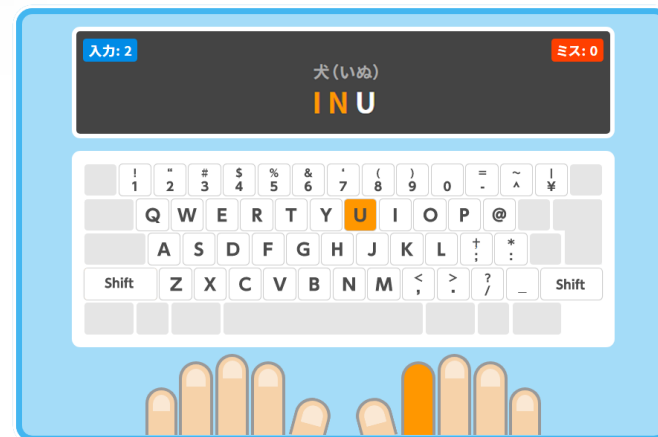 入力: 2
ミス: 0
犬(いぬ)
INU
! " # $ % & ' ( ) = ~ |
1 2 3 4 5 6 7 8 9 0 - ^ ¥
Q W E R T Y U I O P @
† *
A S D F G H J K L ; :
< > ?
Shift Z X C V B N M , . / _ Shift